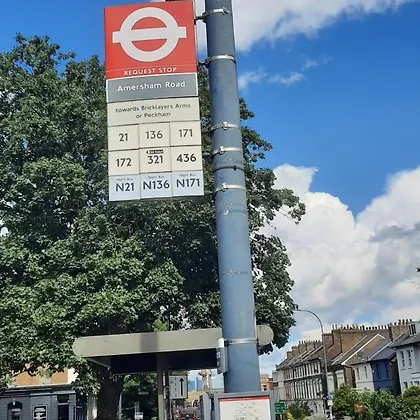 REQUEST STOP
Amersham Road
towards Bricklayers Arms
or Peckham
21 136 171
172 321 436
N21 N136 N171